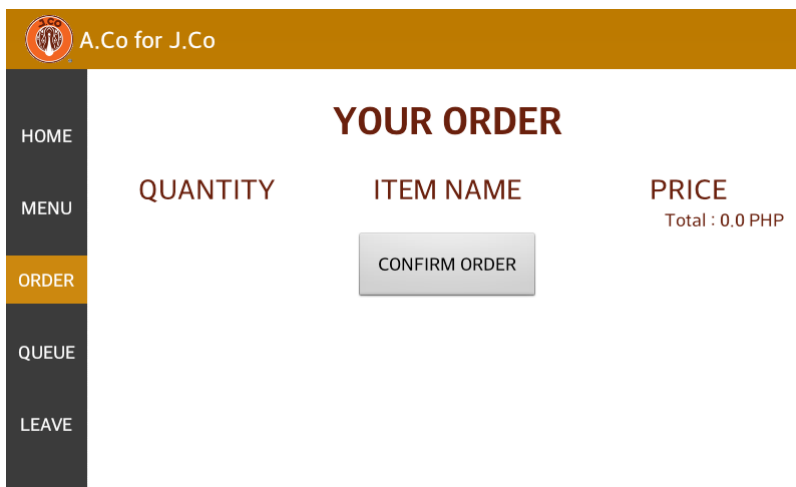 J.CO
A.Co for J.Co
HOME
MENU
ORDER
QUEUE
LEAVE
YOUR ORDER
QUANTITY ITEM NAME PRICE
Total : 0.0 PHP
CONFIRM ORDER